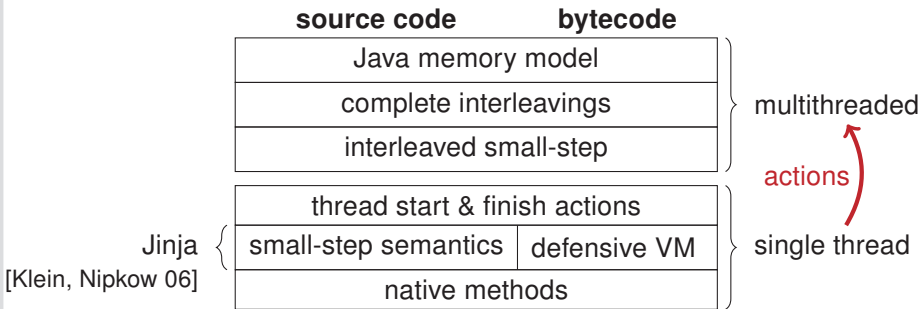 source code bytecode
Java memory model
complete interleavings
multithreaded
interleaved small-step
actions
thread start & finish actions
Jinja
small-step semantics
defensive VM
single thread
[Klein, Nipkow 06]
native methods